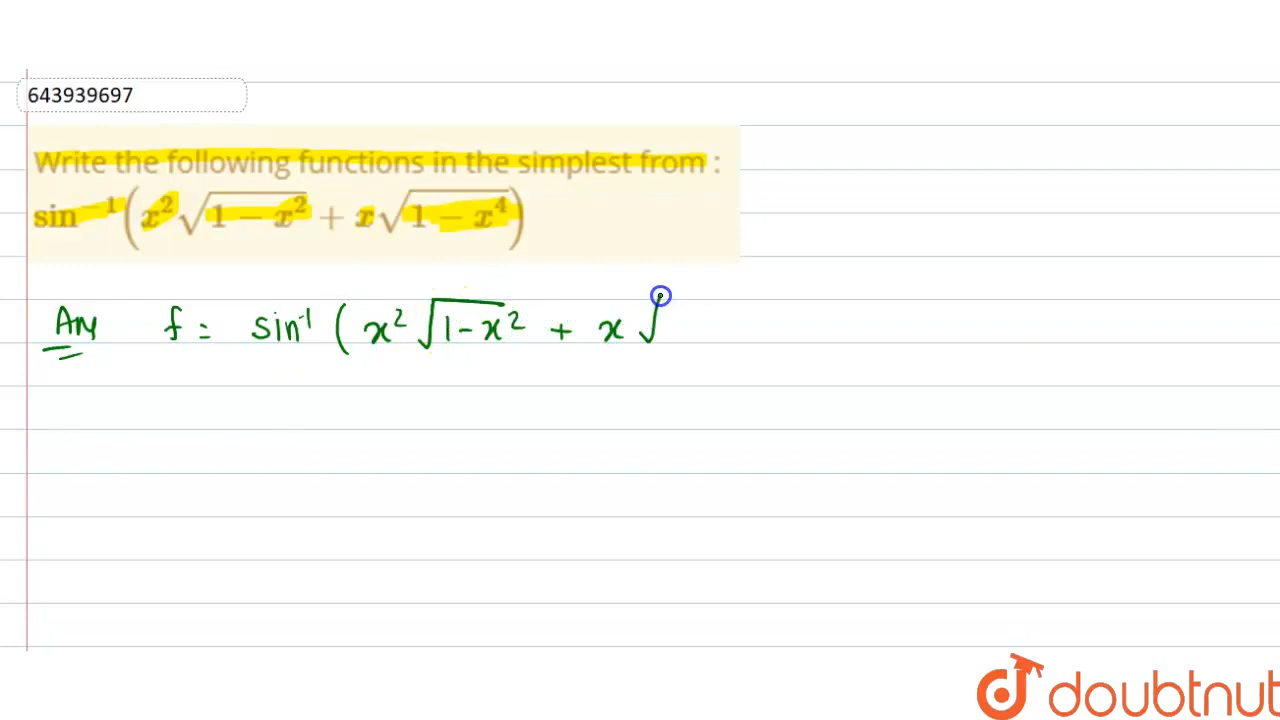 643939697
Write the following functions in the simplest from :
sin⁻¹(x²√(1 − x²) + x√(1 − x⁴))
Ans f = sin⁻¹ ( x² √(1-x²) + x √
doubtnut